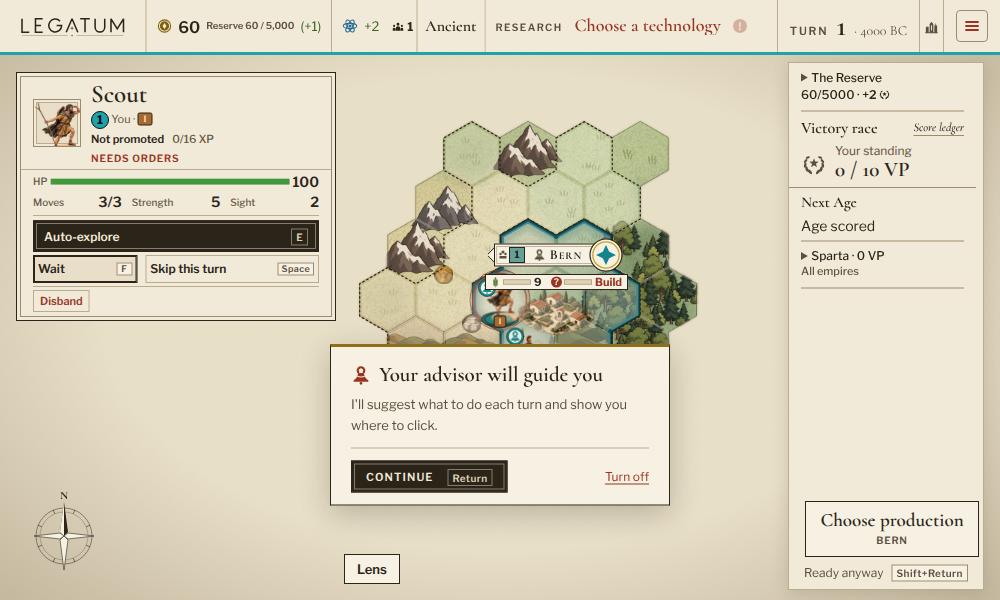 LEGATUM
60 Reserve 60 / 5,000 (+1)
+2
1
Ancient
RESEARCH Choose a technology
TURN 1 · 4000 BC
Scout
1 You · I
Not promoted 0/16 XP
NEEDS ORDERS
HP 100
Moves 3/3 Strength 5 Sight 2
Auto-explore E
Wait F
Skip this turn Space
Disband
1 BERN
9 ? Build
I
The Reserve
60/5000 · +2
Victory race Score ledger
Your standing
0 / 10 VP
Next Age
Age scored
Sparta · 0 VP
All empires
Your advisor will guide you
I'll suggest what to do each turn and show you
where to click.
CONTINUE Return
Turn off
N
Lens
Choose production
BERN
Ready anyway Shift+Return